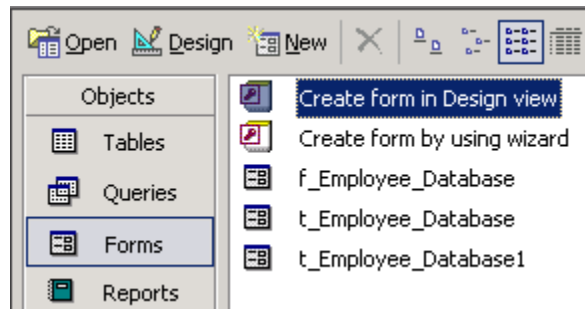 Open Design New
Objects
Tables
Queries
Forms
Reports
Create form in Design view
Create form by using wizard
f_Employee_Database
t_Employee_Database
t_Employee_Database1